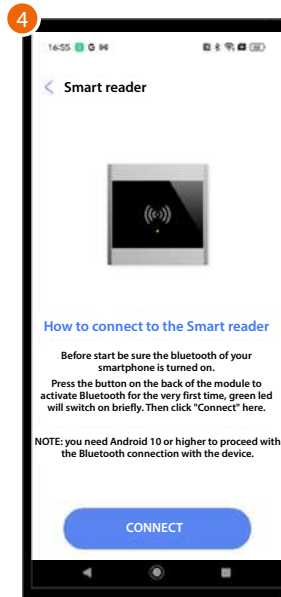 4
16:55 G
Smart reader
How to connect to the Smart reader
Before start be sure the bluetooth of your
smartphone is turned on.
Press the button on the back of the module to
activate Bluetooth for the very first time, green led
will switch on briefly. Then click "Connect" here.
NOTE: you need Android 10 or higher to proceed with
the Bluetooth connection with the device.
CONNECT